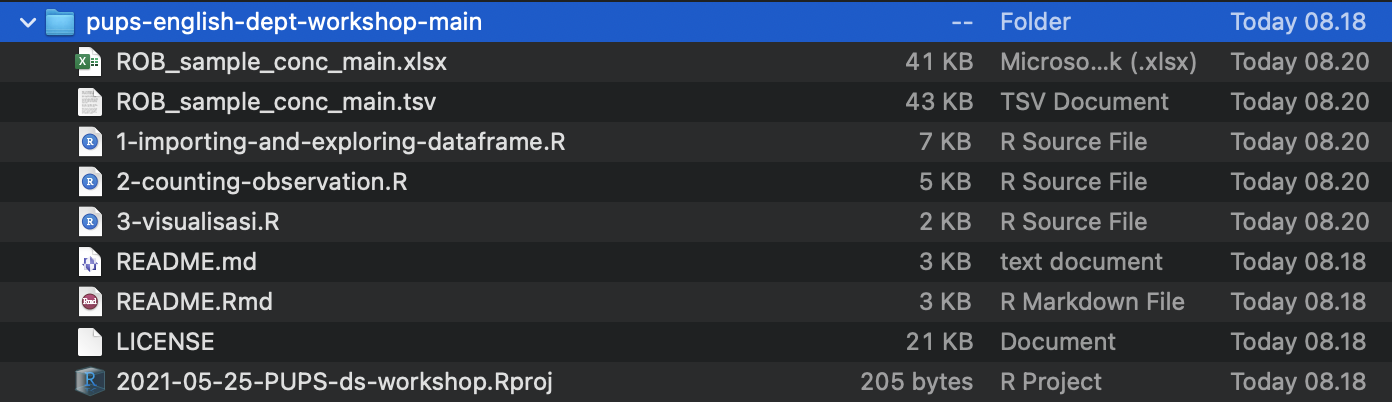 pups-english-dept-workshop-main -- Folder Today 08.18
ROB_sample_conc_main.xlsx 41 KB Microso...k (.xlsx) Today 08.20
ROB_sample_conc_main.tsv 43 KB TSV Document Today 08.20
1-importing-and-exploring-dataframe.R 7 KB R Source File Today 08.20
2-counting-observation.R 5 KB R Source File Today 08.20
3-visualisasi.R 2 KB R Source File Today 08.20
README.md 3 KB text document Today 08.18
README.Rmd 3 KB R Markdown File Today 08.18
LICENSE 21 KB Document Today 08.18
2021-05-25-PUPS-ds-workshop.Rproj 205 bytes R Project Today 08.18